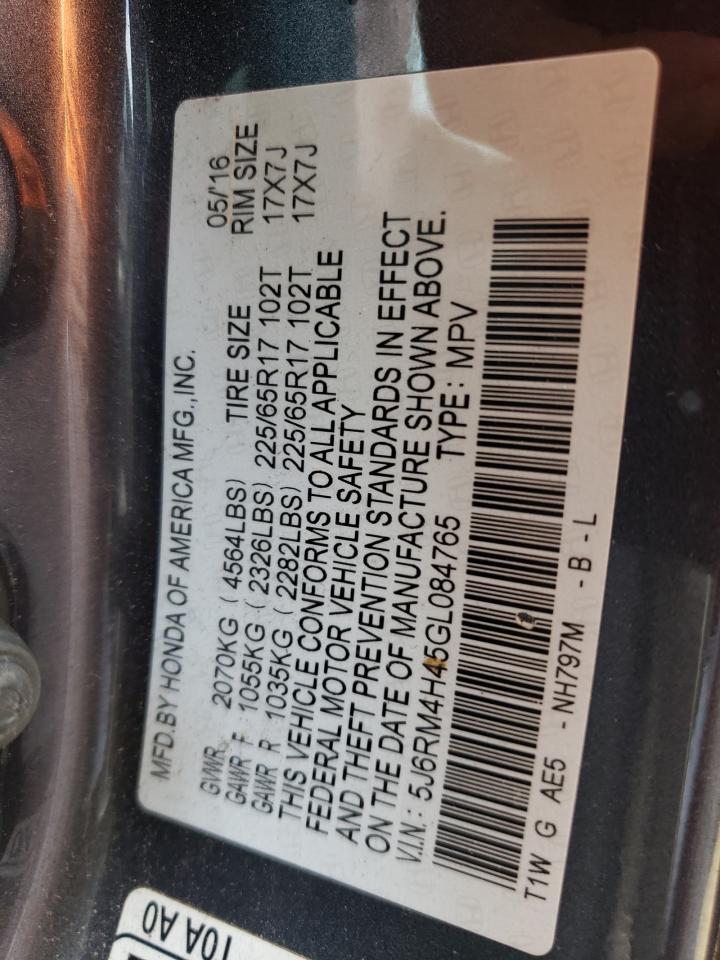 MFD.BY HONDA OF AMERICA MFG.,INC. 05/'16
GVWR 2070KG ( 4564LBS) TIRE SIZE RIM SIZE
GAWR F 1055KG ( 2326LBS) 225/65R17 102T 17X7J
GAWR R 1035KG ( 2282LBS) 225/65R17 102T 17X7J
THIS VEHICLE CONFORMS TO ALL APPLICABLE
FEDERAL MOTOR VEHICLE SAFETY
AND THEFT PREVENTION STANDARDS IN EFFECT
ON THE DATE OF MANUFACTURE SHOWN ABOVE.
V.I.N: 5J6RM4H45GL084765 TYPE: MPV
T1W G AE5 -NH797M -B-L
T0A A0